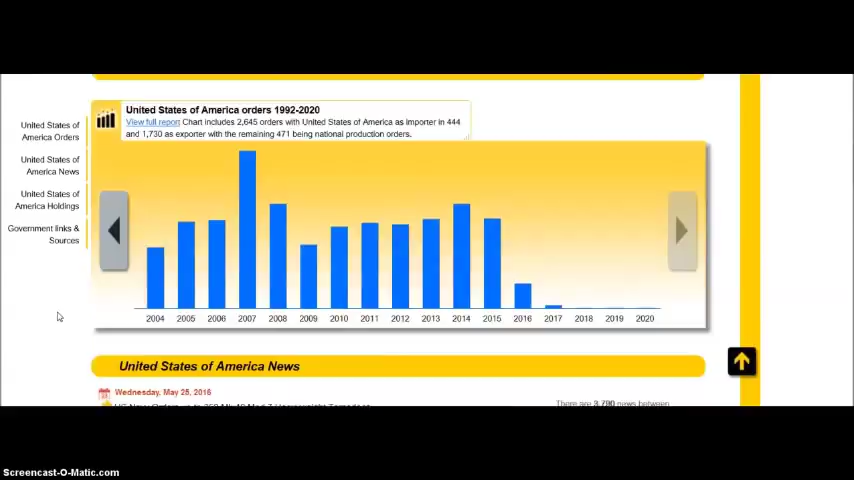 United States of America orders 1992-2020
View full report Chart includes 2,645 orders with United States of America as importer in 444
and 1,730 as exporter with the remaining 471 being national production orders.
United States of
America Orders
United States of
America News
United States of
America Holdings
Government links &
Sources
2004 2005 2006 2007 2008 2009 2010 2011 2012 2013 2014 2015 2016 2017 2018 2019 2020
United States of America News
Wednesday, May 25, 2016
There are 3,790 news between
Screencast-O-Matic.com